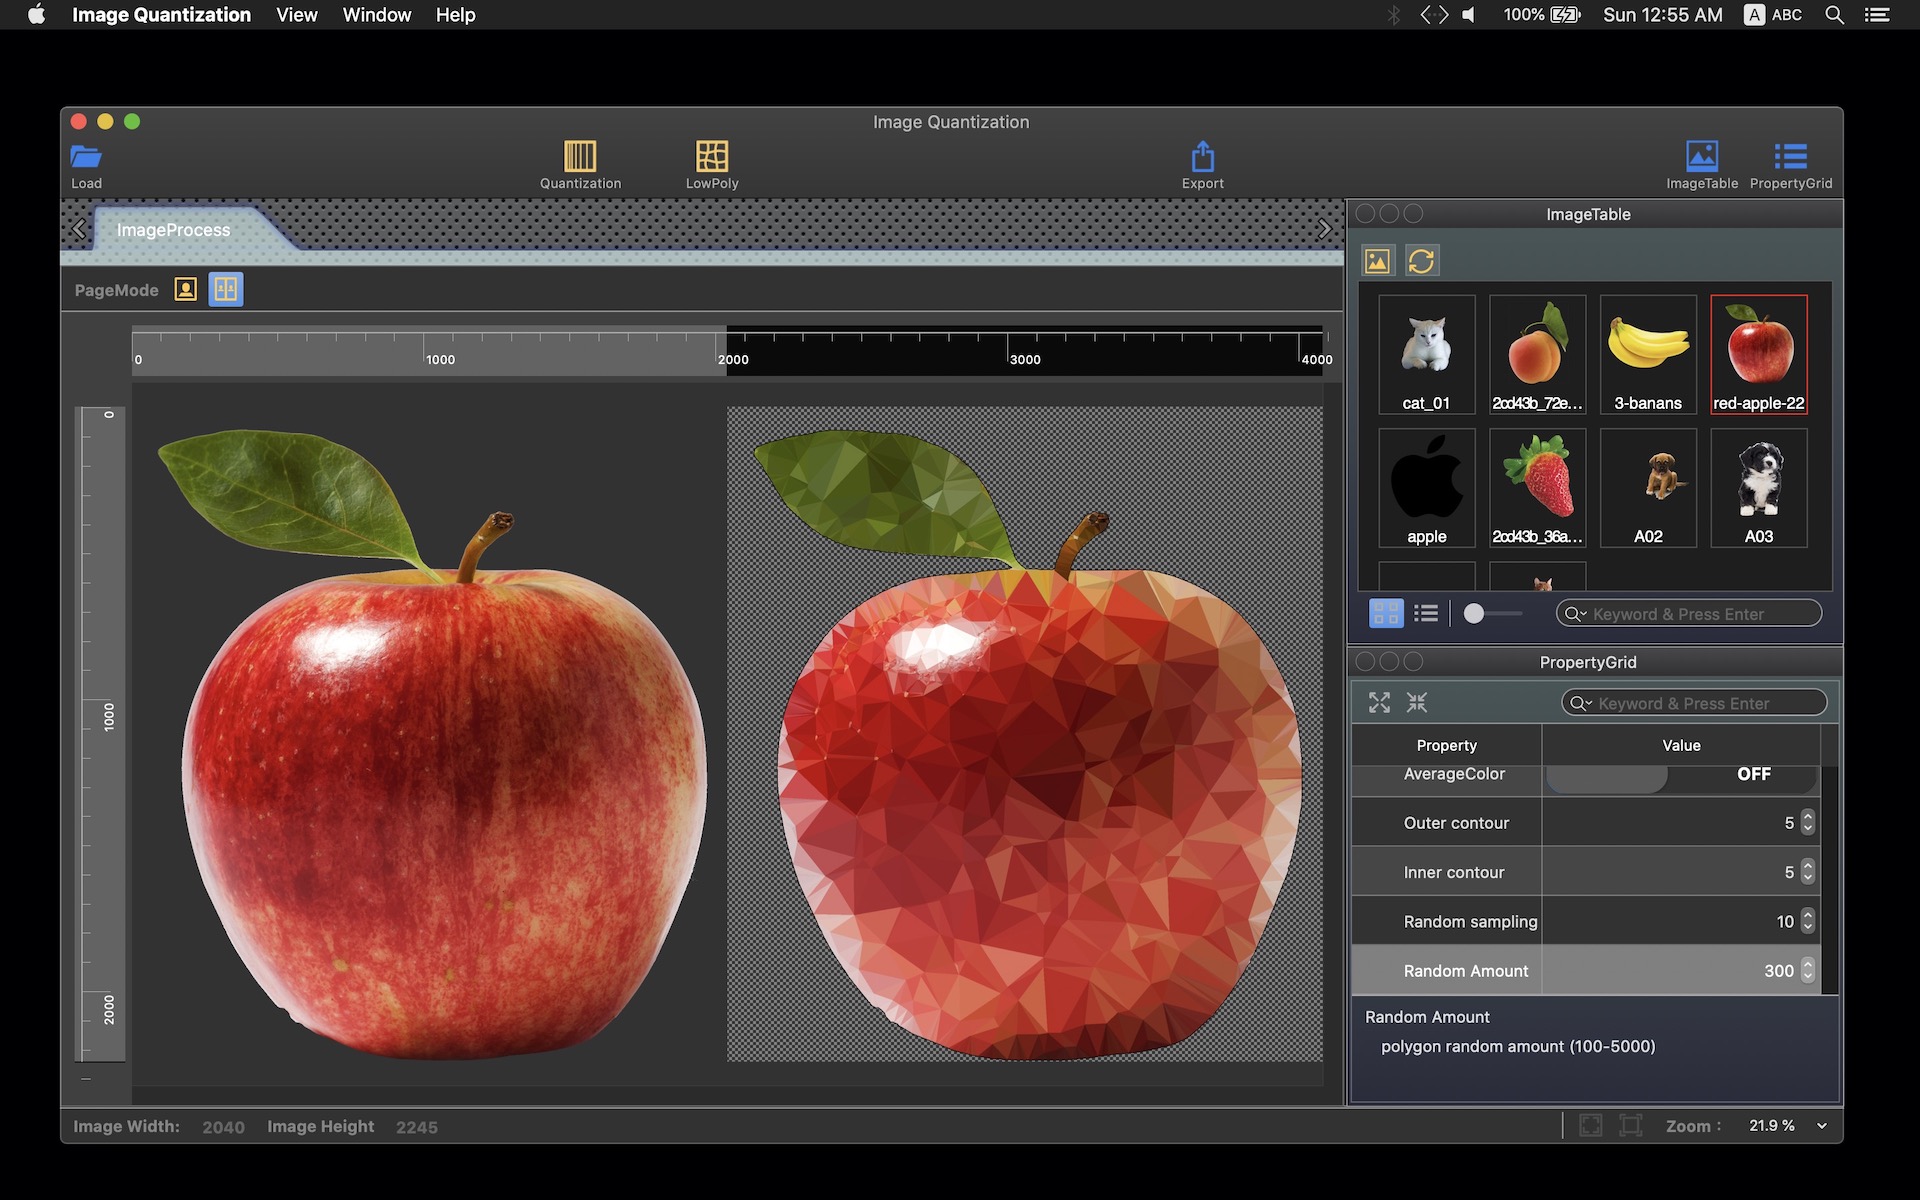 Image Quantization View Window Help 100% Sun 12:55 AM A ABC
Image Quantization
Load Quantization LowPoly Export ImageTable PropertyGrid
ImageProcess
PageMode
0 1000 2000 3000 4000
0
1000
2000
ImageTable
cat_01 2cd43b_72e... 3-banans red-apple-22
apple 2cd43b_36a... A02 A03
Keyword & Press Enter
PropertyGrid
Keyword & Press Enter
Property Value
AverageColor OFF
Outer contour 5
Inner contour 5
Random sampling 10
Random Amount 300
Random Amount
polygon random amount (100-5000)
Image Width: 2040 Image Height 2245 Zoom : 21.9 %